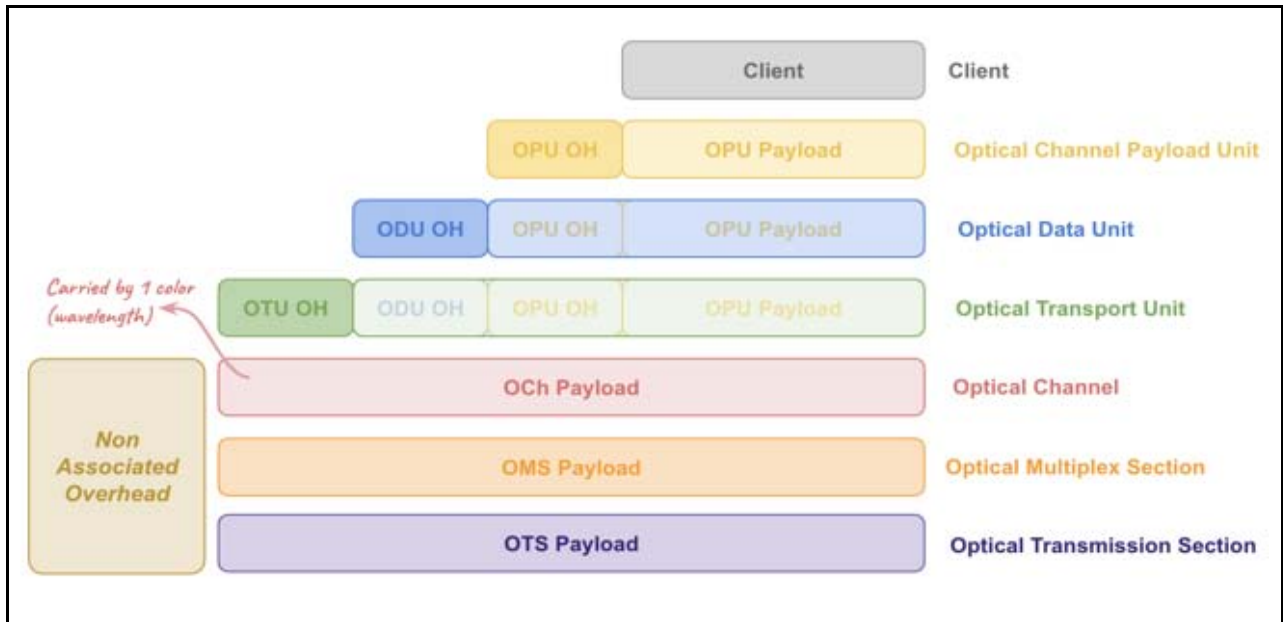 Client
Client
OPU OH
OPU Payload
Optical Channel Payload Unit
ODU OH
OPU OH
OPU Payload
Optical Data Unit
Carried by 1 color
(wavelength)
OTU OH
ODU OH
OPU OH
OPU Payload
Optical Transport Unit
OCh Payload
Optical Channel
Non
Associated
Overhead
OMS Payload
Optical Multiplex Section
OTS Payload
Optical Transmission Section